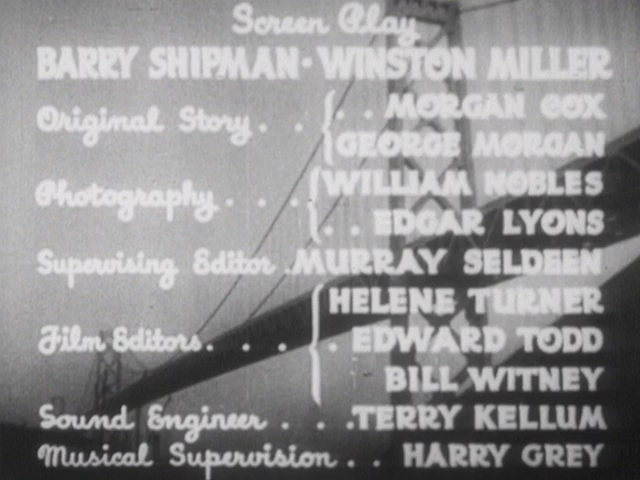 Screen Play
BARRY SHIPMAN · WINSTON MILLER
Original Story . . { . . MORGAN COX
GEORGE MORGAN
Photography . . . { WILLIAM NOBLES
. . EDGAR LYONS
Supervising Editor . MURRAY SELDEEN
HELENE TURNER
Film Editors . . . . { . EDWARD TODD
BILL WITNEY
Sound Engineer . . . TERRY KELLUM
Musical Supervision . . HARRY GREY